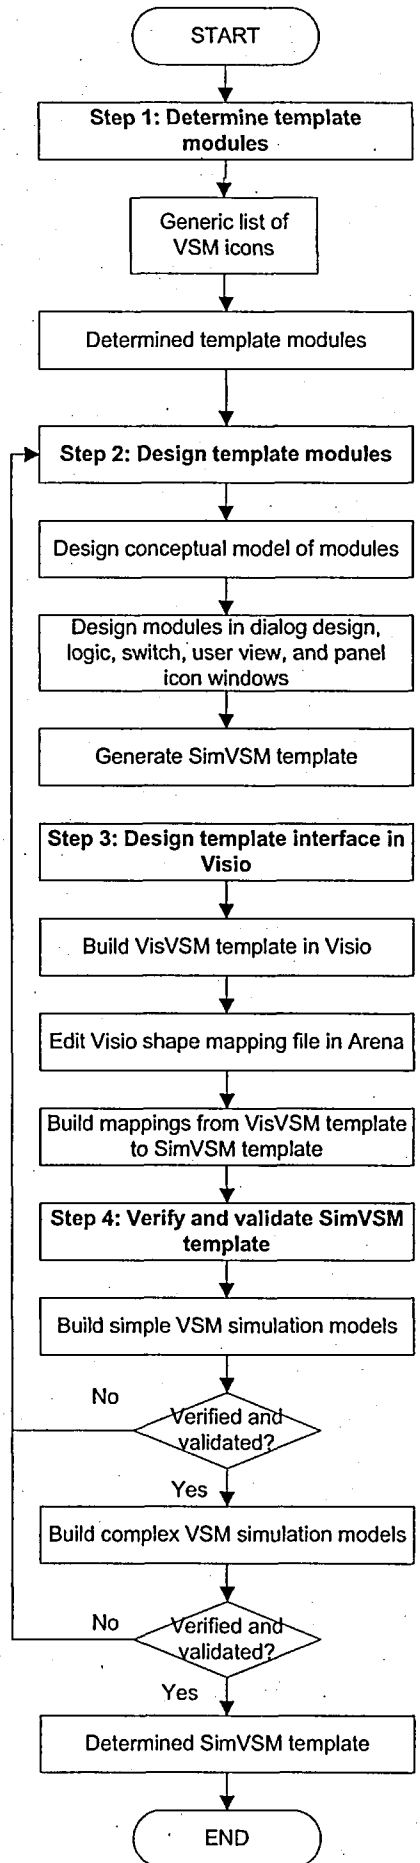 START
Step 1: Determine template
modules
Generic list of
VSM icons
Determined template modules
Step 2: Design template modules
Design conceptual model of modules
Design modules in dialog design,
logic, switch, user view, and panel
icon windows
Generate SimVSM template
Step 3: Design template interface in
Visio
Build VisVSM template in Visio
Edit Visio shape mapping file in Arena
Build mappings from VisVSM template
to SimVSM template
Step 4: Verify and validate SimVSM
template
Build simple VSM simulation models
No
Verified and
validated?
Yes
Build complex VSM simulation models
No
Verified and
validated?
Yes
Determined SimVSM template
END